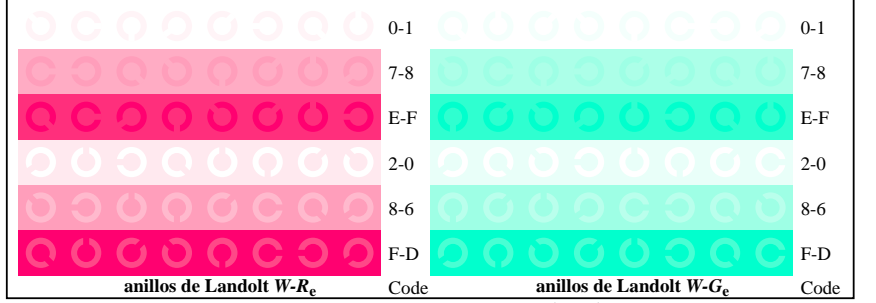 0-1 0-1
7-8 7-8
E-F E-F
2-0 2-0
8-6 8-6
F-D F-D
anillos de Landolt W-Re Code anillos de Landolt W-Ge Code